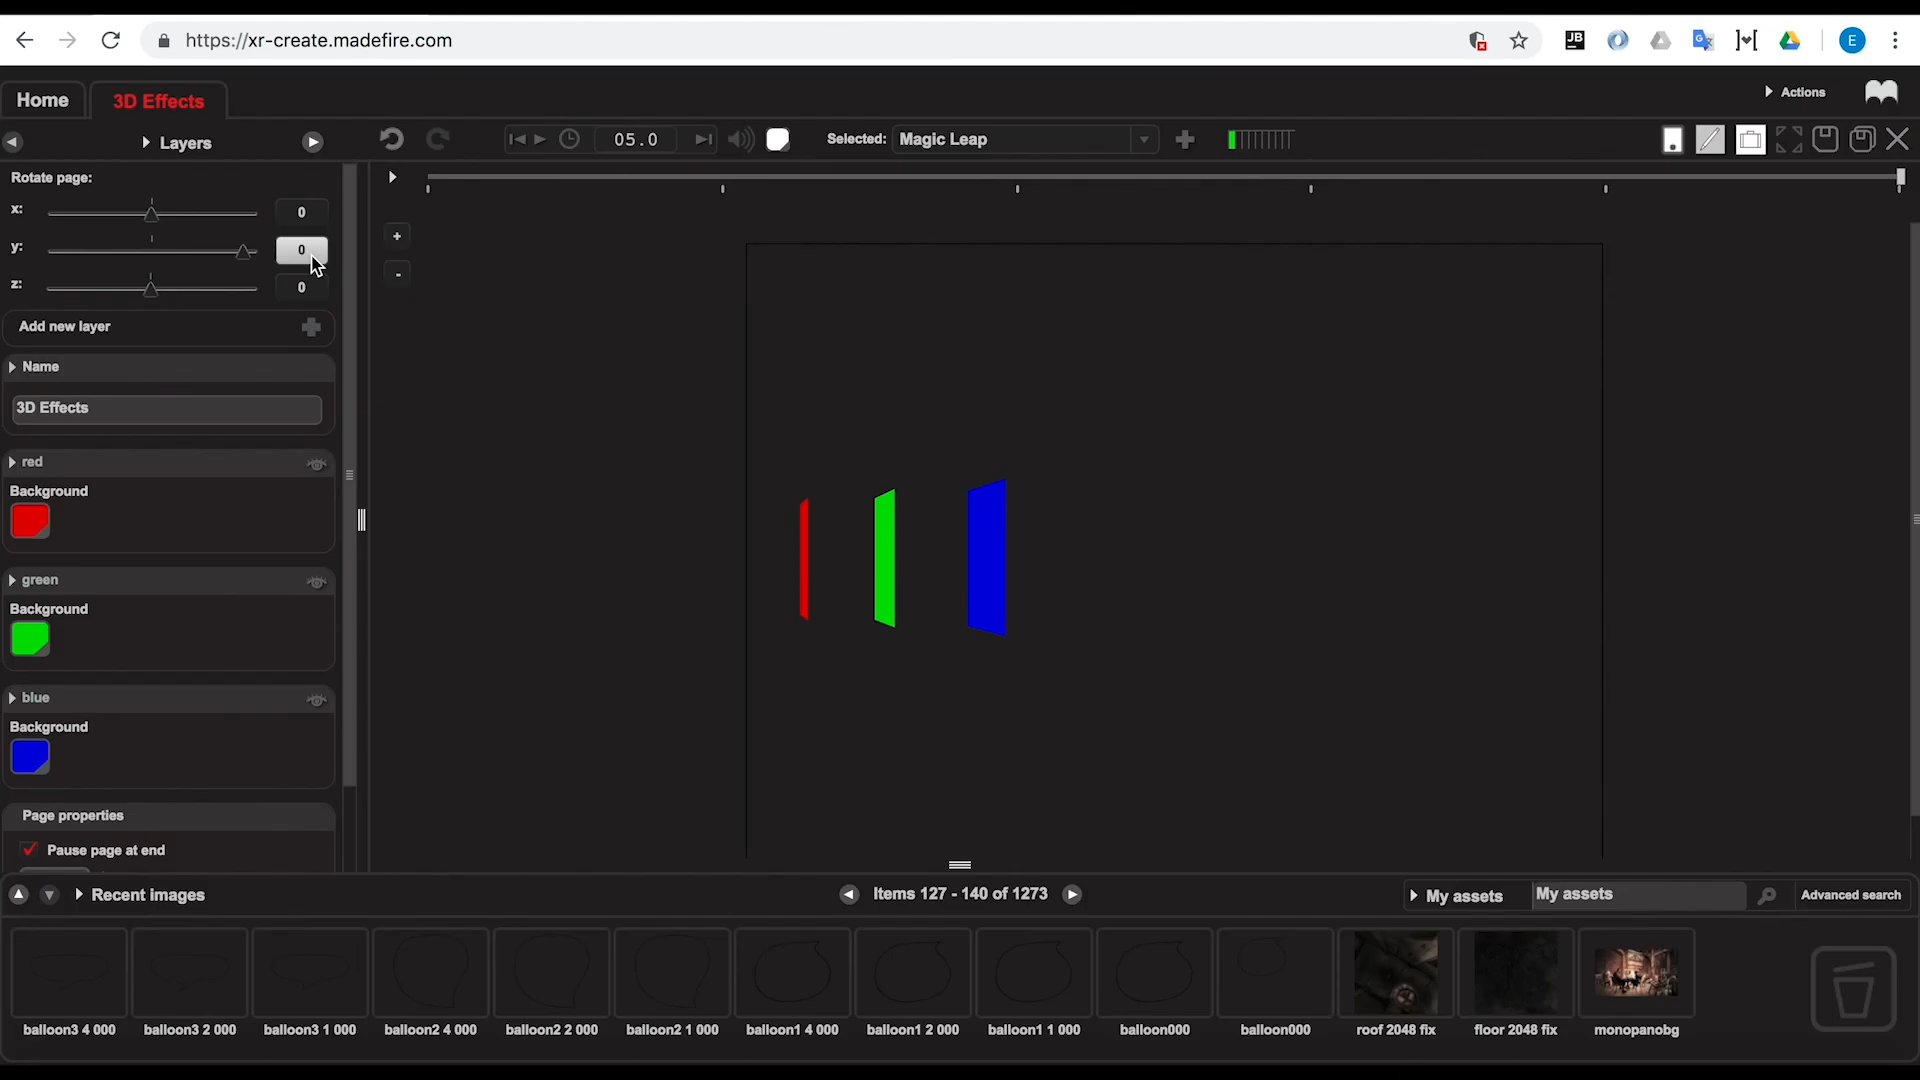 https://xr-create.madefire.com
JB
E
Home
3D Effects
Actions
Layers
05.0
Selected: Magic Leap
Rotate page:
x: 0
y: 0
z: 0
Add new layer
Name
3D Effects
red
Background
green
Background
blue
Background
Page properties
Pause page at end
Recent images
Items 127 - 140 of 1273
My assets
My assets
Advanced search
balloon3 4 000
balloon3 2 000
balloon3 1 000
balloon2 4 000
balloon2 2 000
balloon2 1 000
balloon1 4 000
balloon1 2 000
balloon1 1 000
balloon000
balloon000
roof 2048 fix
floor 2048 fix
monopanobg